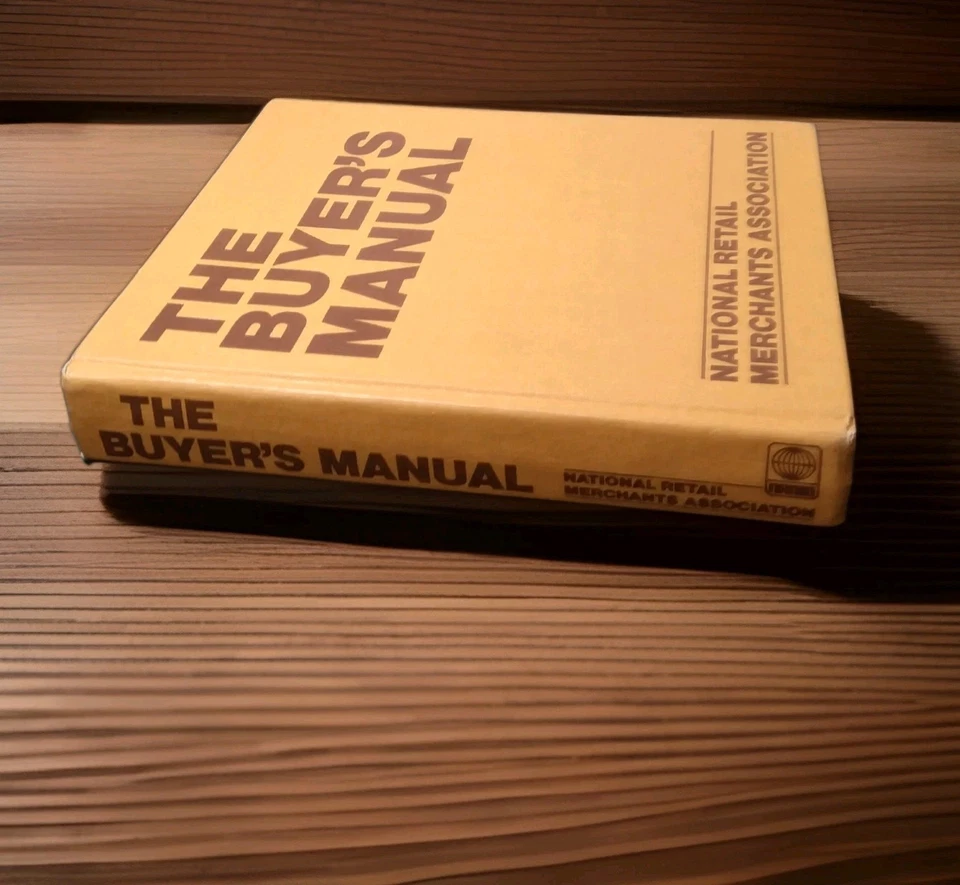 THE
BUYER'S
MANUAL
NATIONAL RETAIL
MERCHANTS ASSOCIATION
THE
BUYER'S MANUAL
NATIONAL RETAIL
MERCHANTS ASSOCIATION